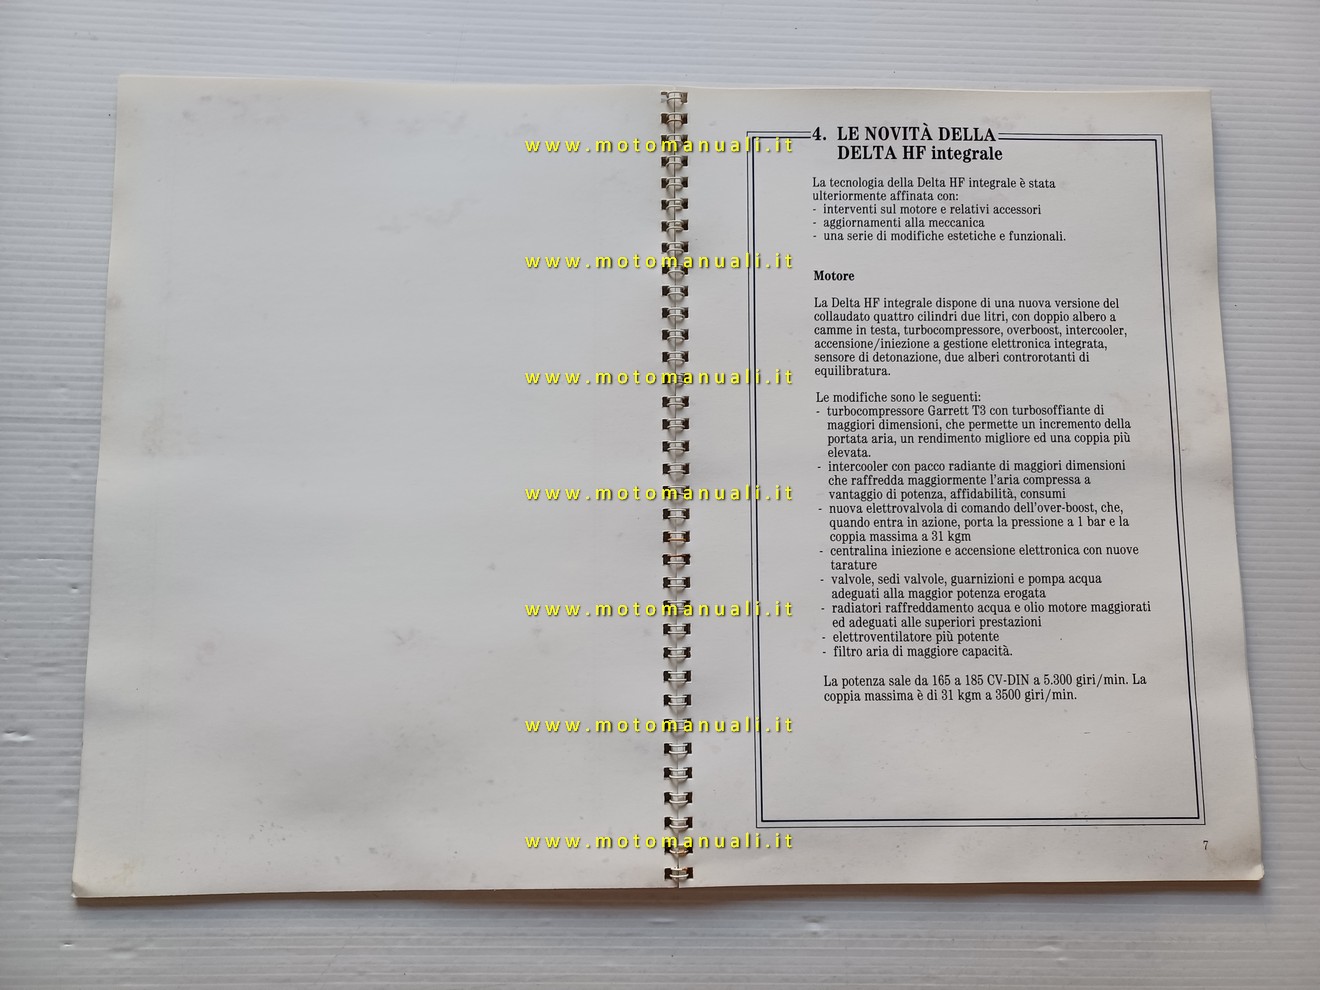 4. LE NOVITÀ DELLA
DELTA HF integrale
La tecnologia della Delta HF integrale è stata
ulteriormente affinata con:
- interventi sul motore e relativi accessori
- aggiornamenti alla meccanica
- una serie di modifiche estetiche e funzionali.
Motore
La Delta HF integrale dispone di una nuova versione del
collaudato quattro cilindri due litri, con doppio albero a
camme in testa, turbocompressore, overboost, intercooler,
accensione/iniezione a gestione elettronica integrata,
sensore di detonazione, due alberi controrotanti di
equilibratura.
Le modifiche sono le seguenti:
- turbocompressore Garrett T3 con turbosoffiante di
maggiori dimensioni, che permette un incremento della
portata aria, un rendimento migliore ed una coppia più
elevata.
- intercooler con pacco radiante di maggiori dimensioni
che raffredda maggiormente l'aria compressa a
vantaggio di potenza, affidabilità, consumi
- nuova elettrovalvola di comando dell'over-boost, che,
quando entra in azione, porta la pressione a 1 bar e la
coppia massima a 31 kgm
- centralina iniezione e accensione elettronica con nuove
tarature
- valvole, sedi valvole, guarnizioni e pompa acqua
adeguati alla maggior potenza erogata
- radiatori raffreddamento acqua e olio motore maggiorati
ed adeguati alle superiori prestazioni
- elettroventilatore più potente
- filtro aria di maggiore capacità.
La potenza sale da 165 a 185 CV-DIN a 5.300 giri/min. La
coppia massima è di 31 kgm a 3500 giri/min.
7
www.motomanuali.it
www.motomanuali.it
www.motomanuali.it
www.motomanuali.it
www.motomanuali.it
www.motomanuali.it
www.motomanuali.it